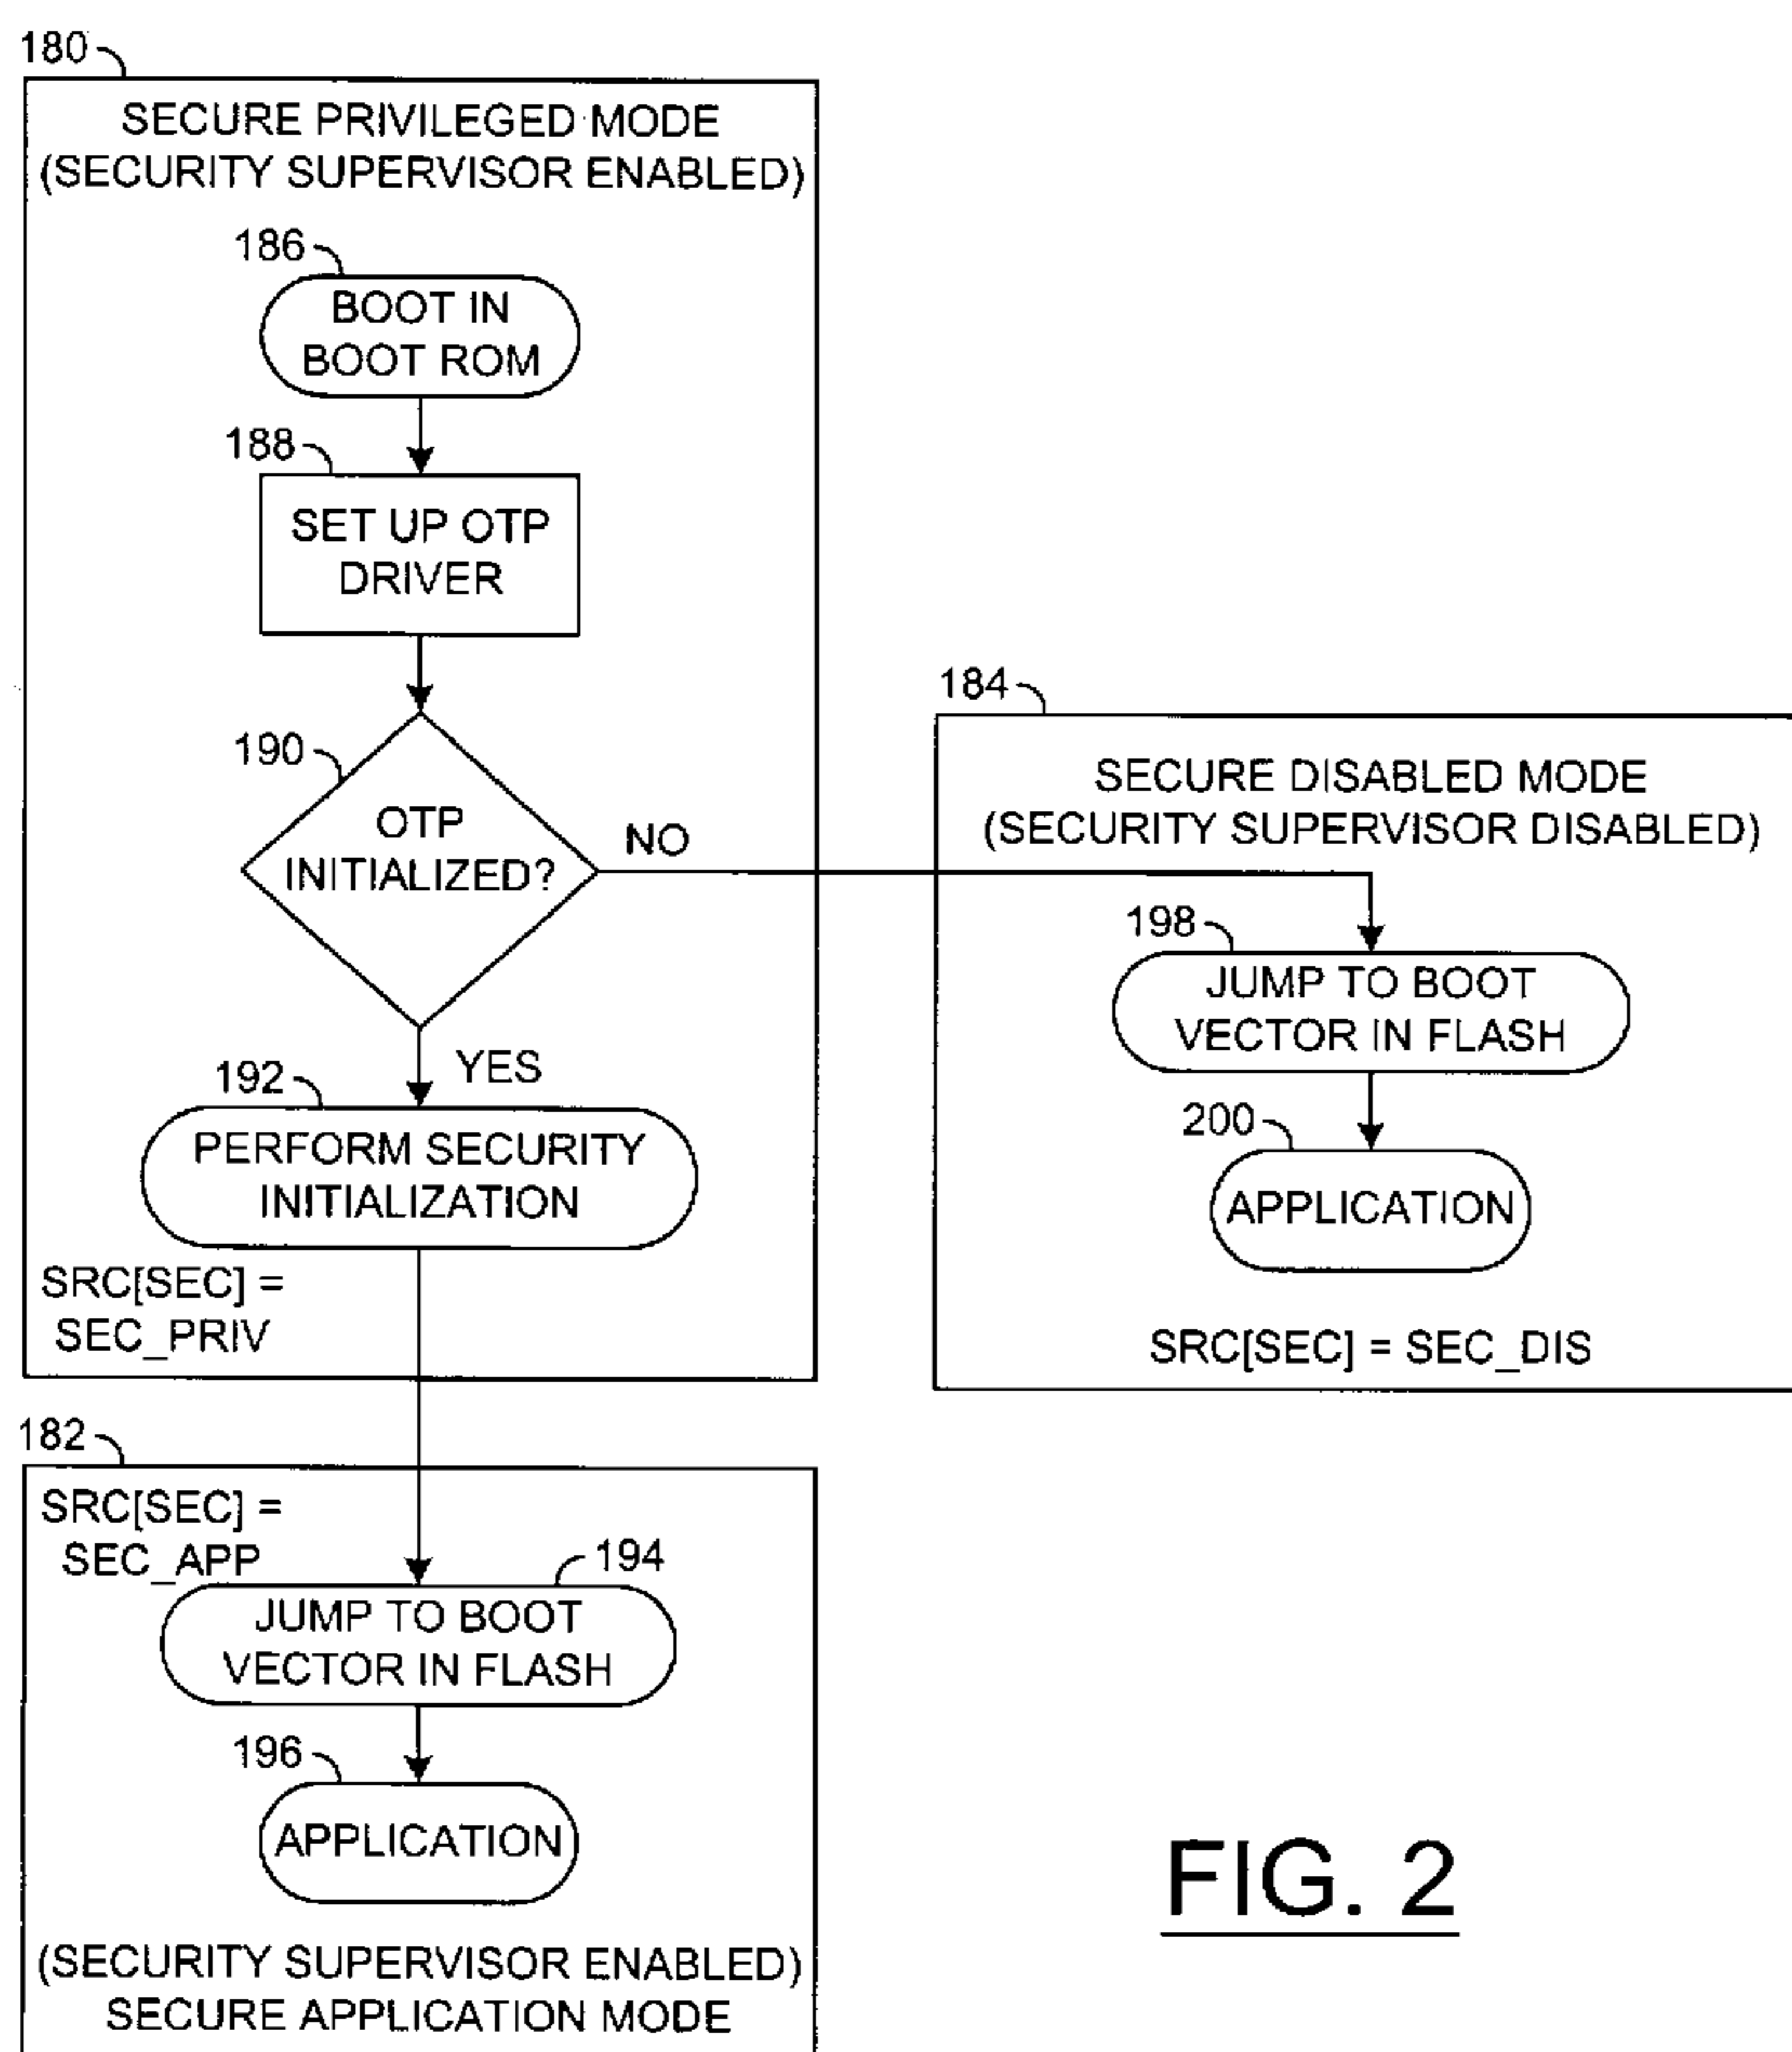 180
SECURE PRIVILEGED MODE
(SECURITY SUPERVISOR ENABLED)
186
BOOT IN
BOOT ROM
188
SET UP OTP
DRIVER
190
OTP
INITIALIZED?
NO
YES
192
PERFORM SECURITY
INITIALIZATION
SRC[SEC] =
SEC_PRIV
184
SECURE DISABLED MODE
(SECURITY SUPERVISOR DISABLED)
198
JUMP TO BOOT
VECTOR IN FLASH
200
APPLICATION
SRC[SEC] = SEC_DIS
182
SRC[SEC] =
SEC_APP
194
JUMP TO BOOT
VECTOR IN FLASH
196
APPLICATION
(SECURITY SUPERVISOR ENABLED)
SECURE APPLICATION MODE
FIG. 2